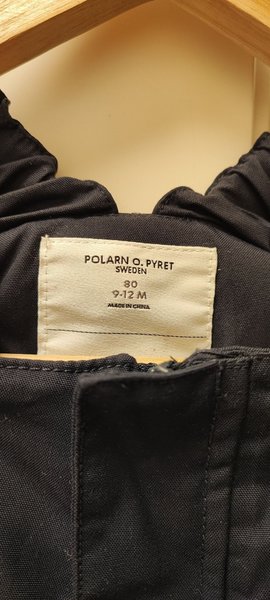 POLARN O. PYRET
SWEDEN
80
9-12 M
MADE IN CHINA